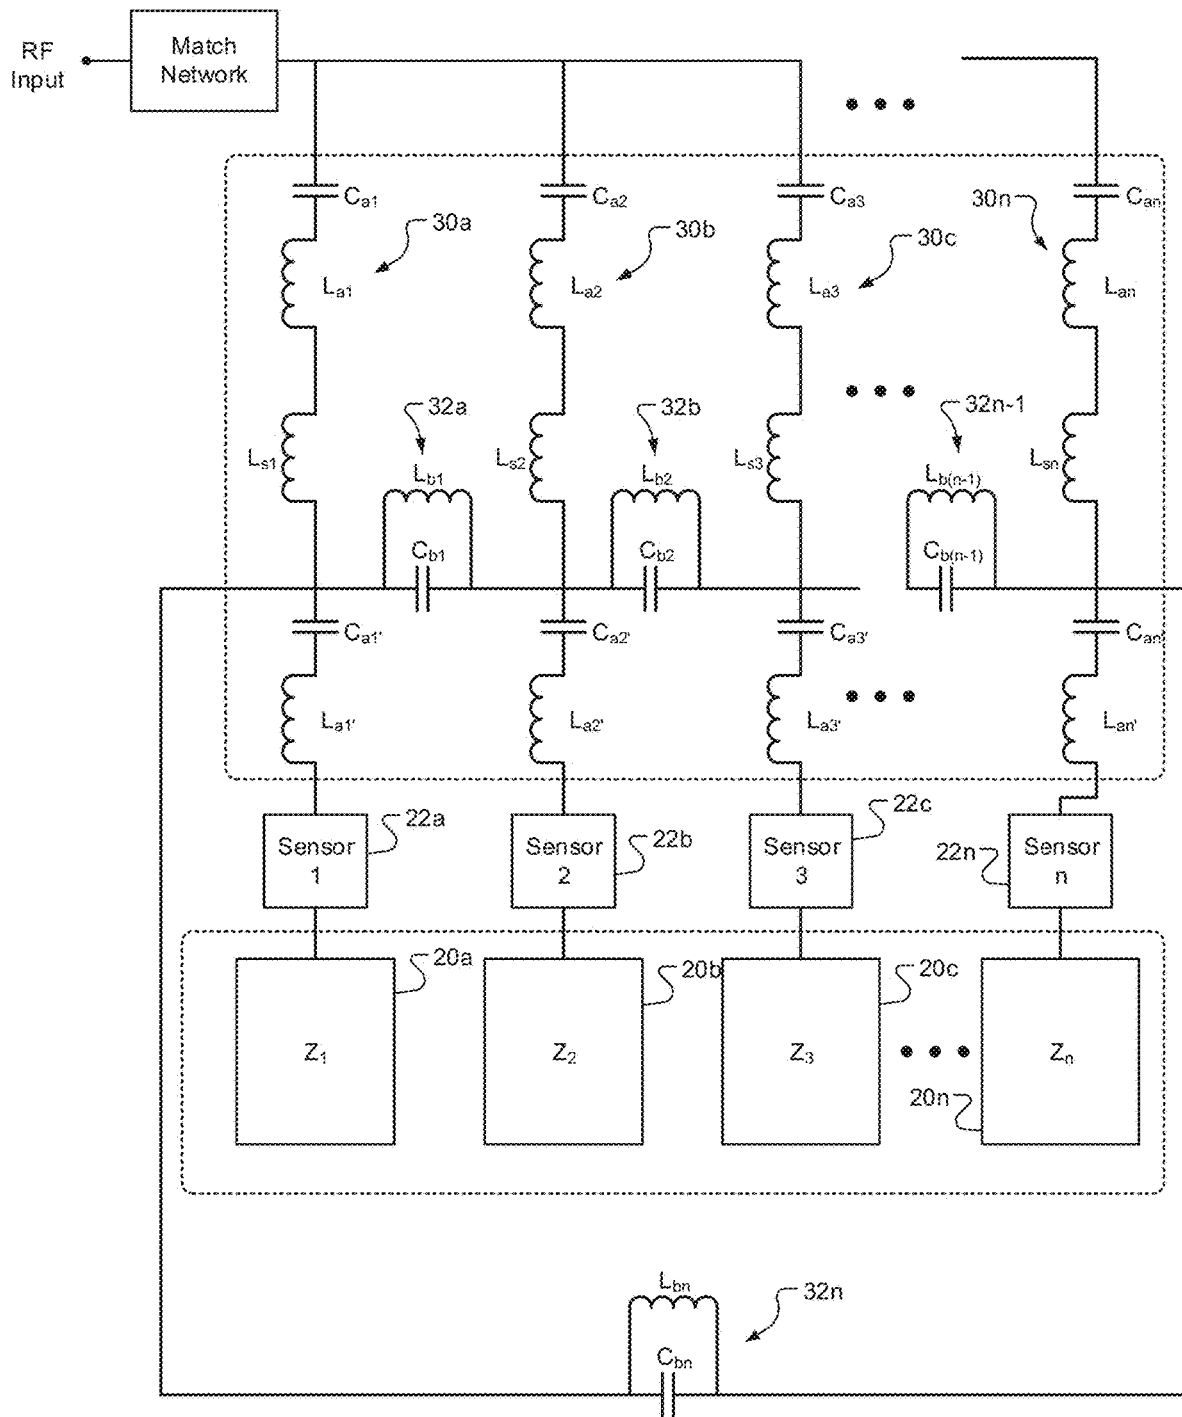 RF
Input
Match
Network
Ca1
Ca2
Ca3
Can
30a
30b
30c
30n
La1
La2
La3
Lan
32a
32b
32n-1
Ls1
Lb1
Ls2
Lb2
Ls3
Lb(n-1)
Lsn
Cb1
Cb2
Cb(n-1)
Ca1'
Ca2'
Ca3'
Can'
La1'
La2'
La3'
Lan'
22a
22b
22c
22n
Sensor
1
Sensor
2
Sensor
3
Sensor
n
20a
20b
20c
Z1
Z2
Z3
Zn
20n
Lbn
32n
Cbn